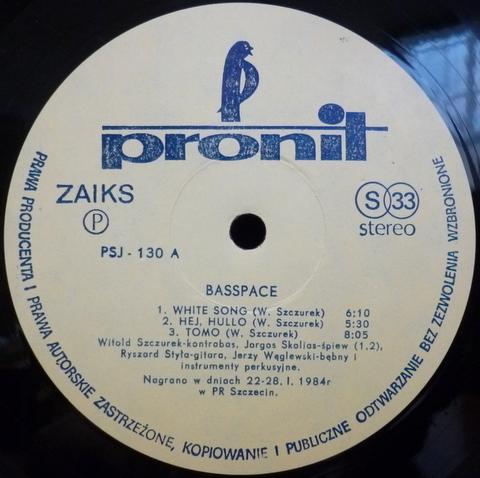 pronit
ZAIKS
P
S 33
stereo
PSJ - 130 A
BASSPACE
1. WHITE SONG (W. Szczurek) 6:10
2. HEJ, HULLO (W. Szczurek) 5:30
3. TOMO (W. Szczurek) 8:05
Witold Szczurek-kontrabas, Jorgos Skolias-śpiew (1,2),
Ryszard Styła-gitara, Jerzy Węglewski-bębny i
instrumenty perkusyjne.
Nagrano w dniach 22-28. I. 1984r
w PR Szczecin.
PRAWA PRODUCENTA I PRAWA AUTORSKIE ZASTRZEŻONE, KOPIOWANIE I PUBLICZNE ODTWARZANIE BEZ ZEZWOLENIA WZBRONIONE